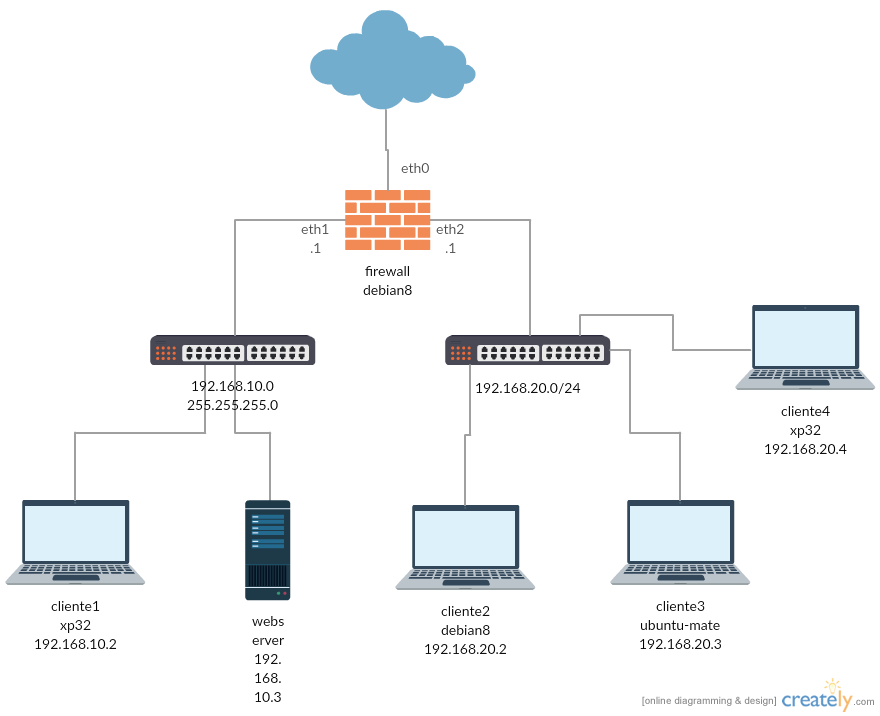 eth0
eth1
.1
eth2
.1
firewall
debian8
192.168.10.0
255.255.255.0
192.168.20.0/24
cliente4
xp32
192.168.20.4
cliente1
xp32
192.168.10.2
webs
erver
192.
168.
10.3
cliente2
debian8
192.168.20.2
cliente3
ubuntu-mate
192.168.20.3
[online diagramming & design] creately.com